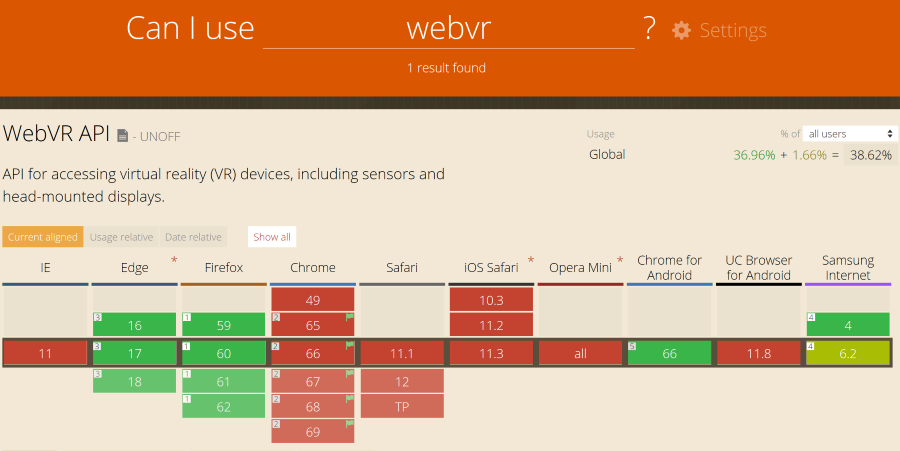 Can I use webvr ? Settings
1 result found
WebVR API - UNOFF
Usage % of all users
Global 36.96% + 1.66% = 38.62%
API for accessing virtual reality (VR) devices, including sensors and
head-mounted displays.
Current aligned Usage relative Date relative Show all
IE Edge * Firefox Chrome Safari iOS Safari * Opera Mini * Chrome for Android UC Browser for Android Samsung Internet
49 10.3
3 16 1 59 2 65 11.2 4 4
11 3 17 1 60 2 66 11.1 11.3 all 5 66 11.8 4 6.2
3 18 1 61 2 67 12
1 62 2 68 TP
2 69